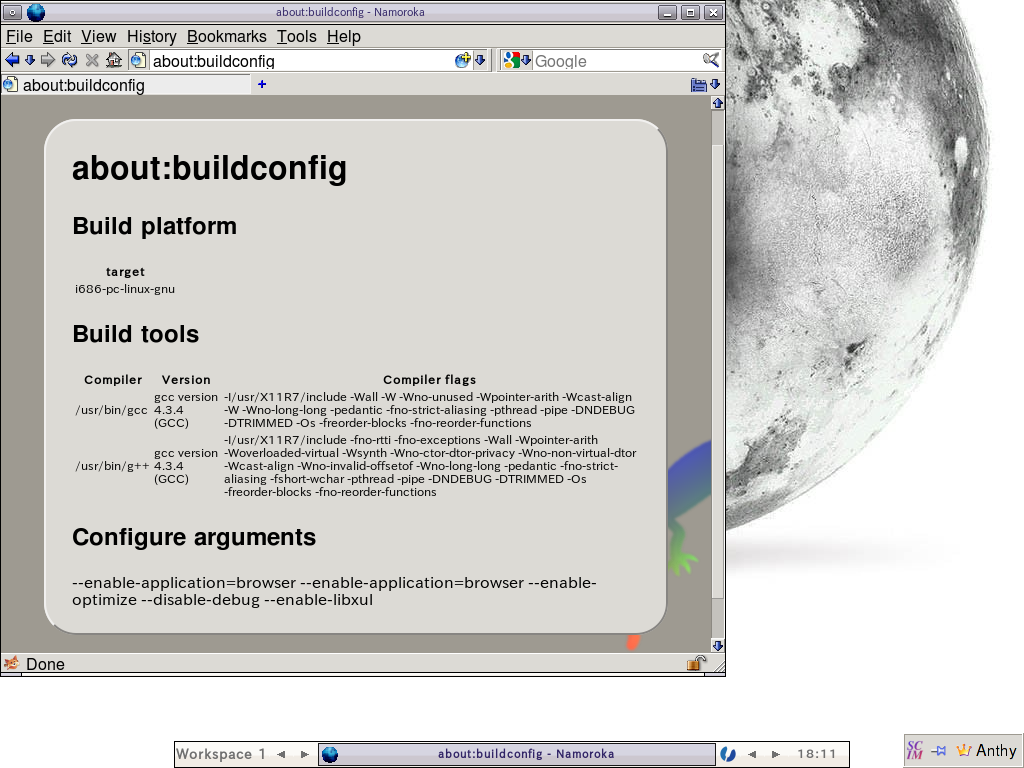 about:buildconfig - Namoroka
File Edit View History Bookmarks Tools Help
about:buildconfig Google
about:buildconfig
about:buildconfig
Build platform
target
i686-pc-linux-gnu
Build tools
Compiler Version Compiler flags
/usr/bin/gcc gcc version 4.3.4 (GCC) -I/usr/X11R7/include -Wall -W -Wno-unused -Wpointer-arith -Wcast-align
-W -Wno-long-long -pedantic -fno-strict-aliasing -pthread -pipe -DNDEBUG
-DTRIMMED -Os -freorder-blocks -fno-reorder-functions
/usr/bin/g++ gcc version 4.3.4 (GCC) -I/usr/X11R7/include -fno-rtti -fno-exceptions -Wall -Wpointer-arith
-Woverloaded-virtual -Wsynth -Wno-ctor-dtor-privacy -Wno-non-virtual-dtor
-Wcast-align -Wno-invalid-offsetof -Wno-long-long -pedantic -fno-strict-
aliasing -fshort-wchar -pthread -pipe -DNDEBUG -DTRIMMED -Os
-freorder-blocks -fno-reorder-functions
Configure arguments
--enable-application=browser --enable-application=browser --enable-
optimize --disable-debug --enable-libxul
Done
Workspace 1 about:buildconfig - Namoroka 18:11
SCIM Anthy